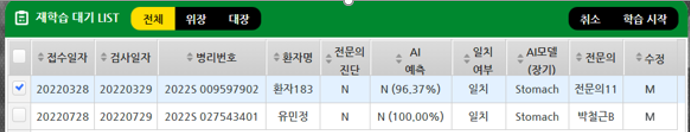 재학습 대기 LIST 전체 위장 대장 취소 학습 시작
접수일자 검사일자 병리번호 환자명 전문의 진단 AI 예측 일치 여부 AI모델 (장기) 전문의 수정
20220328 20220329 2022S 009597902 환자183 N N (96,37%) 일치 Stomach 전문의11 M
20220728 20220729 2022S 027543401 유민정 N N (100,00%) 일치 Stomach 박철근B M